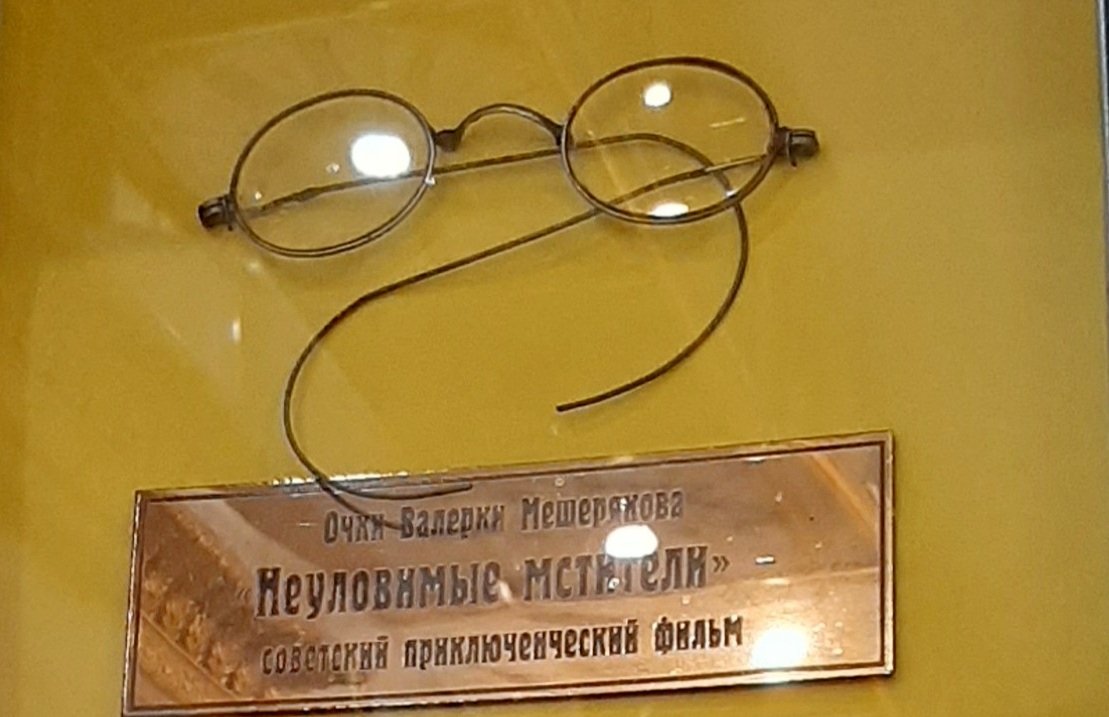 Очки Валерки Мещерякова
«Неуловимые мстители»
советский приключенческий фильм